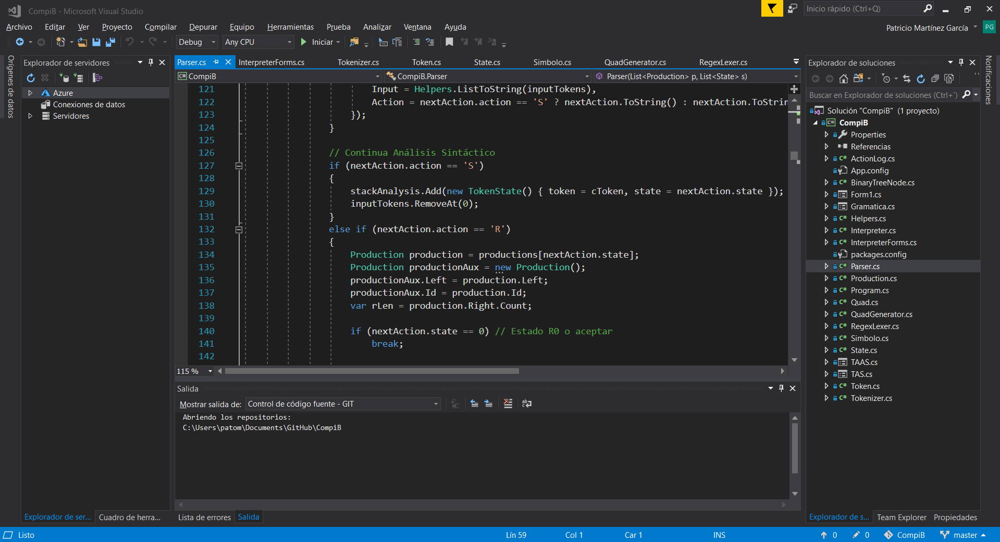 CompiB - Microsoft Visual Studio
Inicio rápido (Ctrl+Q)
Archivo Editar Ver Proyecto Compilar Depurar Equipo Herramientas Prueba Analizar Ventana Ayuda
Patricio Martínez García PG
Debug Any CPU Iniciar
Orígenes de datos
Explorador de servidores
Azure
Conexiones de datos
Servidores
Explorador de ser... Cuadro de herra...
Parser.cs InterpreterForms.cs Tokenizer.cs Token.cs State.cs Simbolo.cs QuadGenerator.cs RegexLexer.cs
C# CompiB CompiB.Parser Parser(List<Production> p, List<State> s)
121 Input = Helpers.ListToString(inputTokens),
122 Action = nextAction.action == 'S' ? nextAction.ToString() : nextAction.ToStrin
123 });
124 }
125
126 // Continua Análisis Sintáctico
127 if (nextAction.action == 'S')
128 {
129 stackAnalysis.Add(new TokenState() { token = cToken, state = nextAction.state });
130 inputTokens.RemoveAt(0);
131 }
132 else if (nextAction.action == 'R')
133 {
134 Production production = productions[nextAction.state];
135 Production productionAux = new Production();
136 productionAux.Left = production.Left;
137 productionAux.Id = production.Id;
138 var rLen = production.Right.Count;
139
140 if (nextAction.state == 0) // Estado R0 o aceptar
141 break;
142
115 %
Salida
Mostrar salida de: Control de código fuente - GIT
Abriendo los repositorios:
C:\Users\patom\Documents\GitHub\CompiB
Lista de errores Salida
Explorador de soluciones
Buscar en Explorador de soluciones (Ctrl+`)
Solución "CompiB" (1 proyecto)
C# CompiB
Properties
Referencias
C# ActionLog.cs
App.config
C# BinaryTreeNode.cs
Form1.cs
Gramatica.cs
C# Helpers.cs
C# Interpreter.cs
C# InterpreterForms.cs
packages.config
C# Parser.cs
C# Production.cs
C# Program.cs
C# Quad.cs
C# QuadGenerator.cs
C# RegexLexer.cs
C# Simbolo.cs
C# State.cs
TAAS.cs
TAS.cs
C# Token.cs
C# Tokenizer.cs
Explorador de s... Team Explorer Propiedades
Notificaciones
Listo Lín 59 Col 1 Car 1 INS 0 0 CompiB master